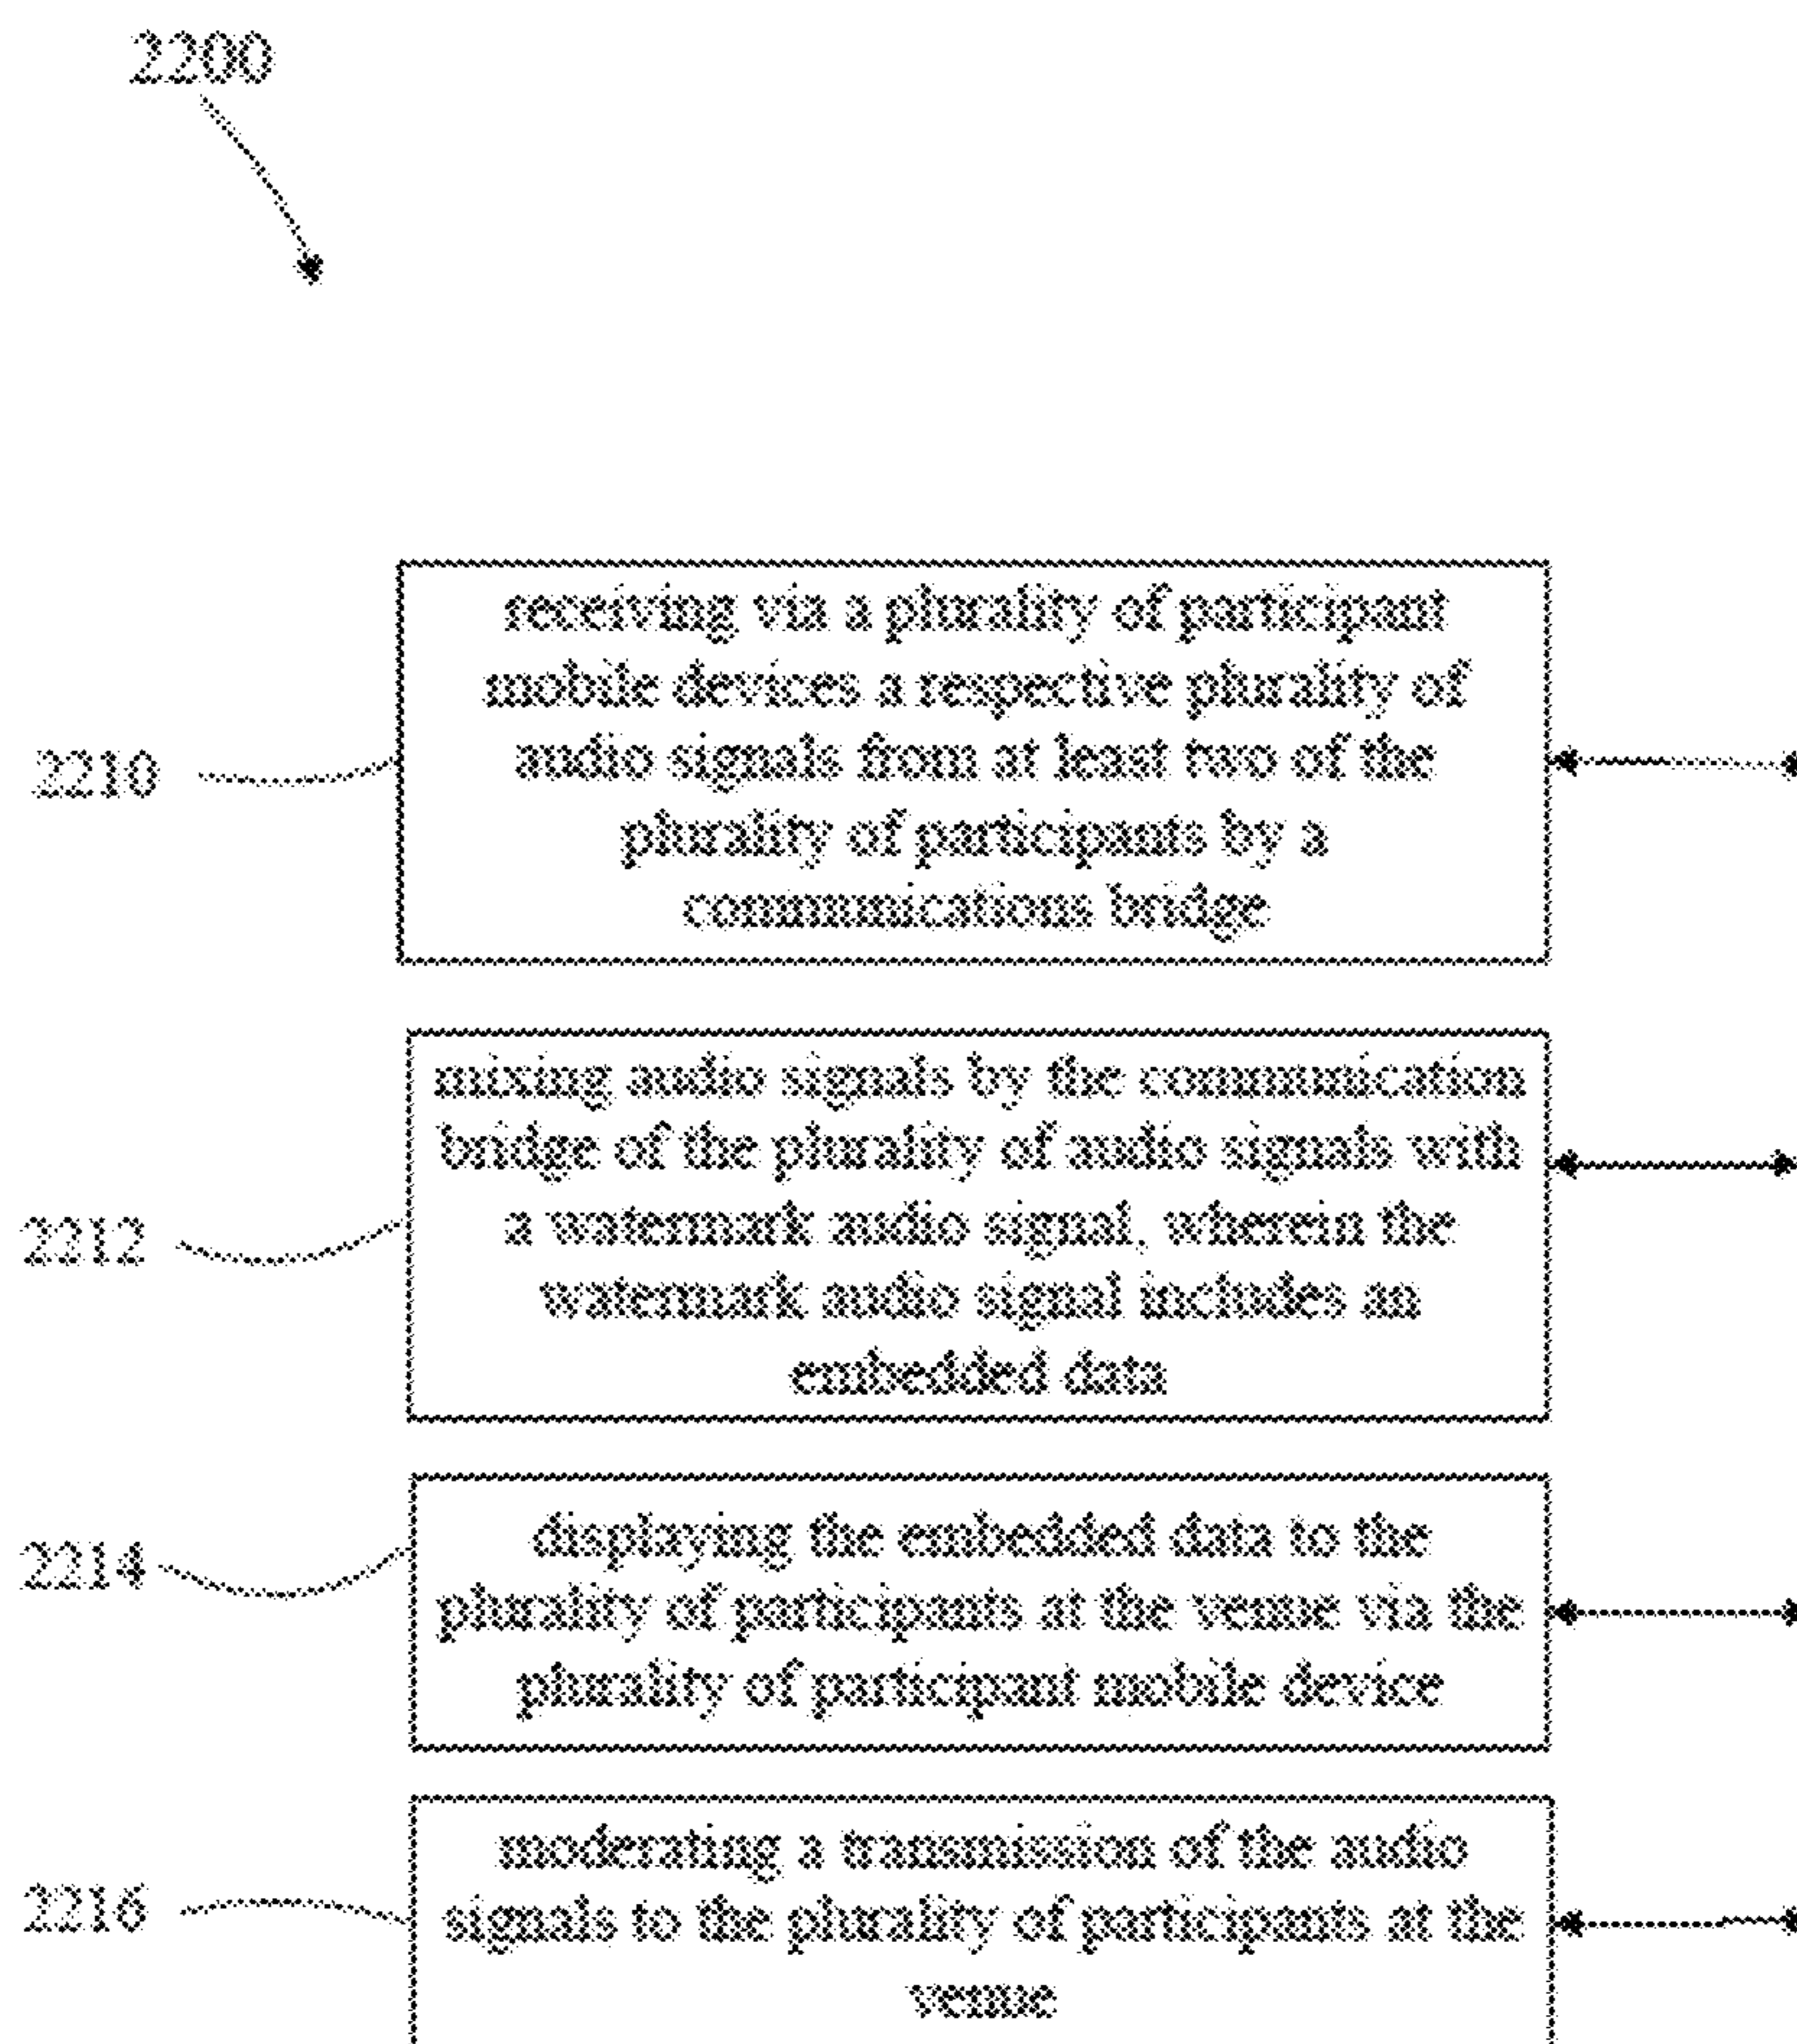 2200
receiving via a plurality of participant
mobile devices a respective plurality of
audio signals from at least two of the
plurality of participants by a
communications bridge
2210
mixing audio signals by the communication
bridge of the plurality of audio signals with
a watermark audio signal, wherein the
watermark audio signal includes an
embedded data
2212
displaying the embedded data to the
plurality of participants at the venue via the
plurality of participant mobile device
2214
moderating a transmission of the audio
signals to the plurality of participants at the
venue
2216